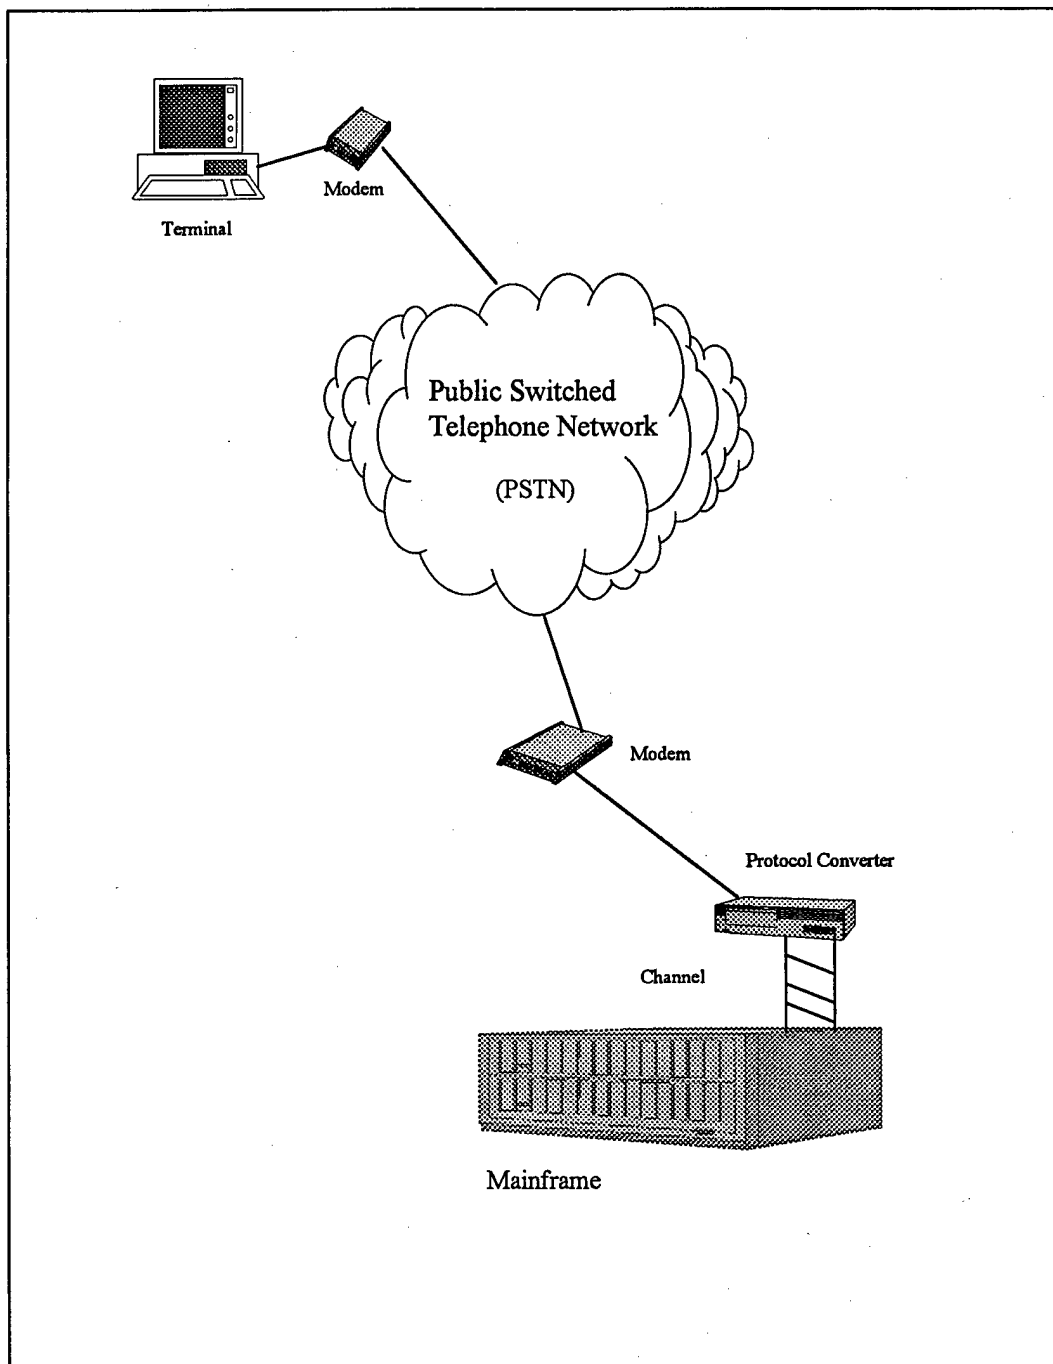 Modem
Terminal
Public Switched
Telephone Network
(PSTN)
Modem
Protocol Converter
Channel
Mainframe